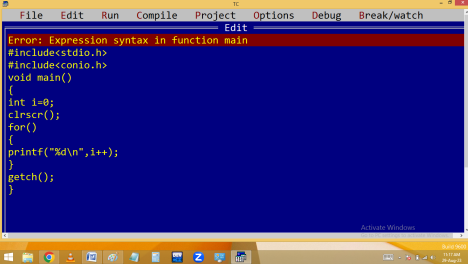 TC
File Edit Run Compile Project Options Debug Break/watch
Edit
Error: Expression syntax in function main
#include<stdio.h>
#include<conio.h>
void main()
{
int i=0;
clrscr();
for()
{
printf("%d\n",i++);
}
getch();
}
Activate Windows